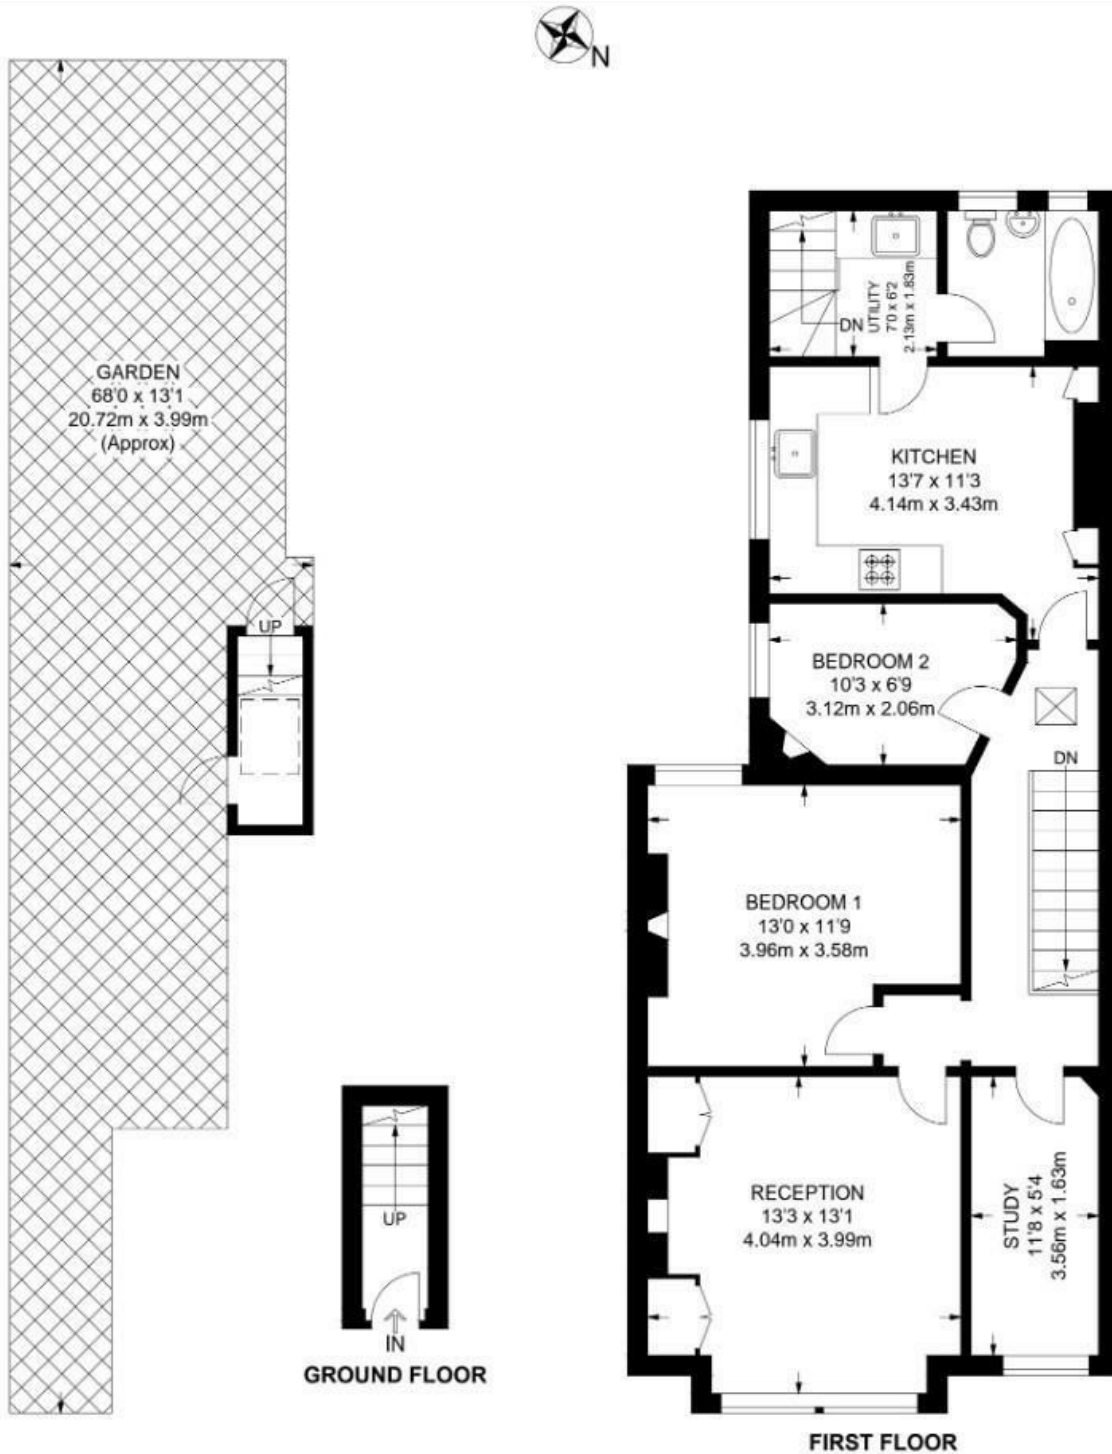 N
GARDEN
68'0 x 13'1
20.72m x 3.99m
(Approx)
UP
UP
IN
GROUND FLOOR
DN
UTILITY
7'0 x 6'2
2.13m x 1.83m
KITCHEN
13'7 x 11'3
4.14m x 3.43m
BEDROOM 2
10'3 x 6'9
3.12m x 2.06m
DN
BEDROOM 1
13'0 x 11'9
3.96m x 3.58m
RECEPTION
13'3 x 13'1
4.04m x 3.99m
STUDY
11'8 x 5'4
3.56m x 1.63m
FIRST FLOOR